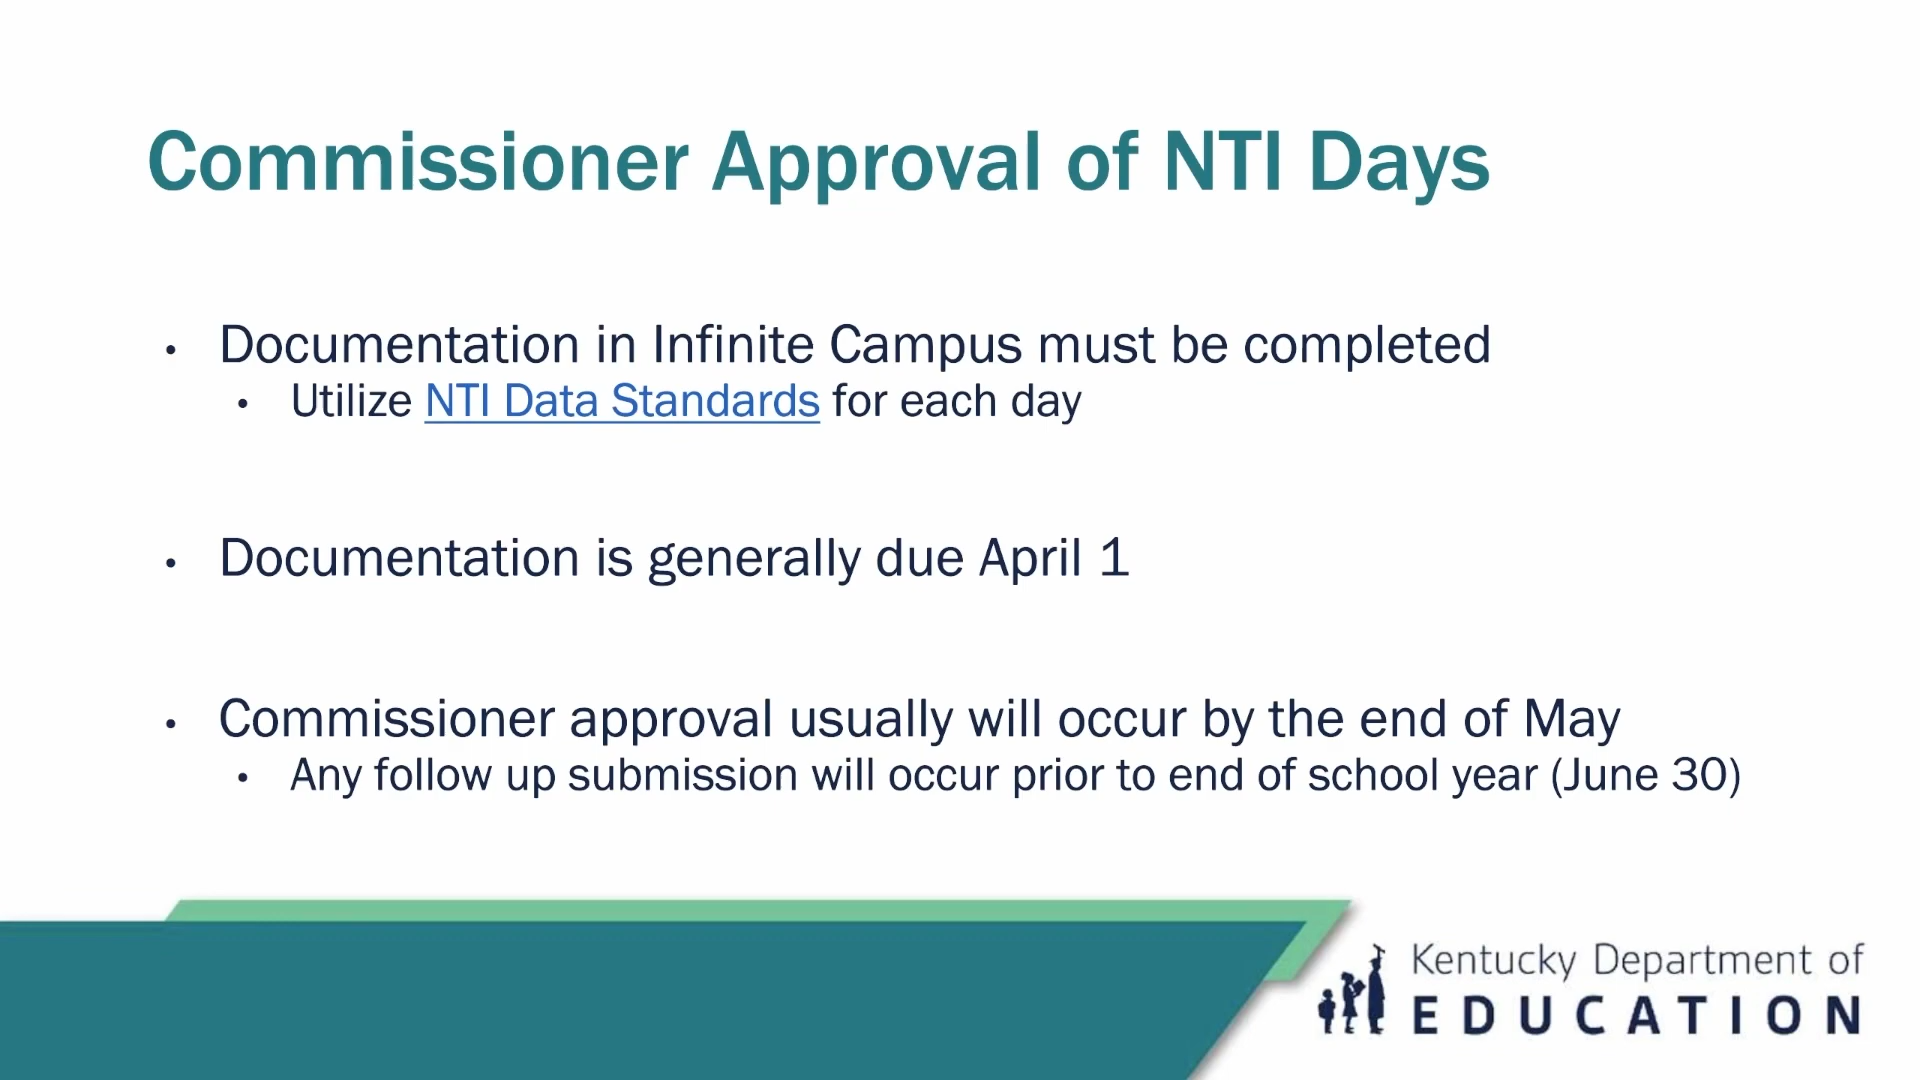 Commissioner Approval of NTI Days
• Documentation in Infinite Campus must be completed
• Utilize NTI Data Standards for each day
• Documentation is generally due April 1
• Commissioner approval usually will occur by the end of May
• Any follow up submission will occur prior to end of school year (June 30)
Kentucky Department of
EDUCATION